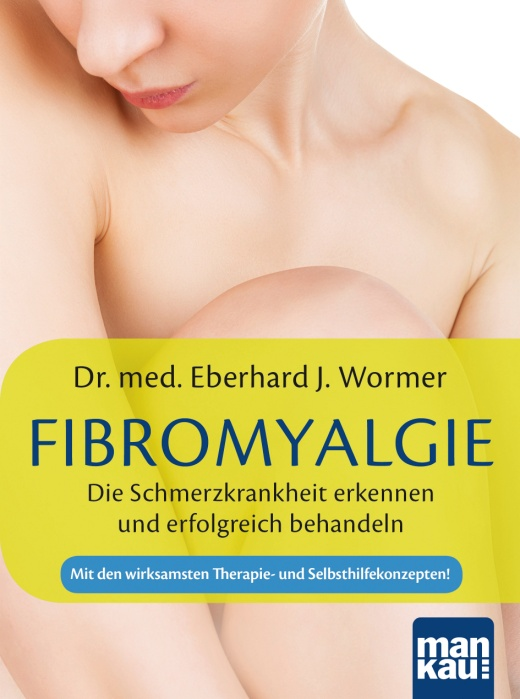 Dr. med. Eberhard J. Wormer
FIBROMYALGIE
Die Schmerzkrankheit erkennen
und erfolgreich behandeln
Mit den wirksamsten Therapie- und Selbsthilfekonzepten!
man
kau